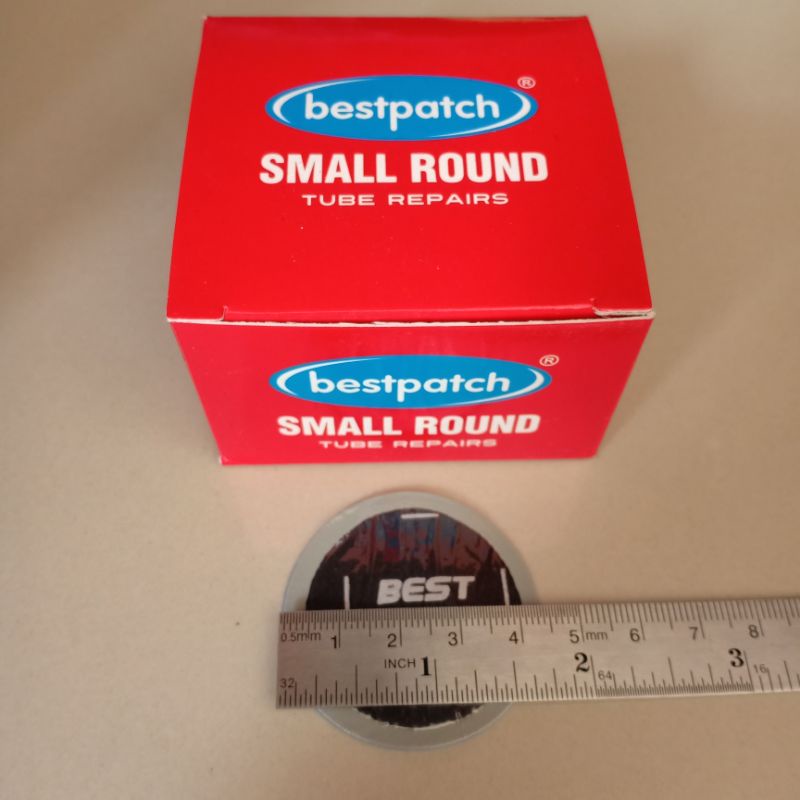 bestpatch®
SMALL ROUND
TUBE REPAIRS
bestpatch®
SMALL ROUND
TUBE REPAIRS
BEST
0.5mm 1 2 3 4 5 mm 6 7 8
INCH 1 2 3
32 64 16